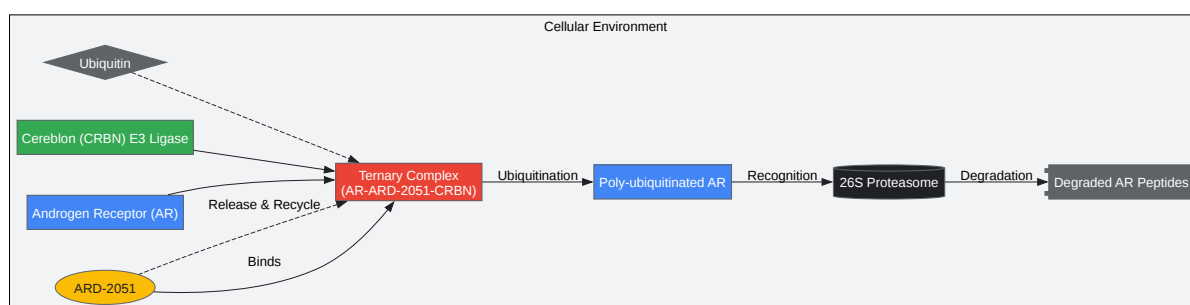 Cellular Environment
Ubiquitin
Cereblon (CRBN) E3 Ligase
Androgen Receptor (AR)
ARD-2051
Release & Recycle
Binds
Ternary Complex
(AR-ARD-2051-CRBN)
Ubiquitination
Poly-ubiquitinated AR
Recognition
26S Proteasome
Degradation
Degraded AR Peptides